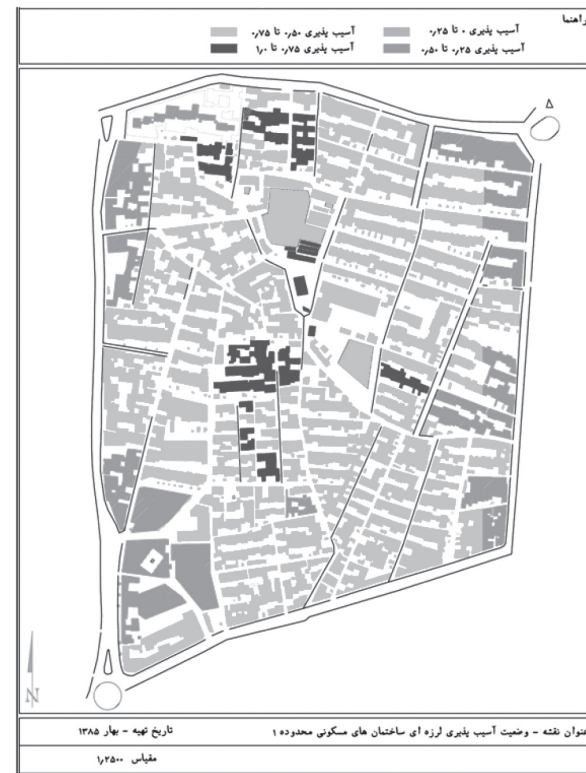 راهنما
آسیب پذیری ۰ تا ۰٫۲۵
آسیب پذیری ۰٫۵۰ تا ۰٫۷۵
آسیب پذیری ۰٫۲۵ تا ۰٫۵۰
آسیب پذیری ۰٫۷۵ تا ۱٫۰
N
عنوان نقشه - وضعیت آسیب پذیری لرزه ای ساختمان های مسکونی محدوده ۱
تاریخ تهیه - بهار ۱۳۸۵
مقیاس ۱٫۲۵۰۰